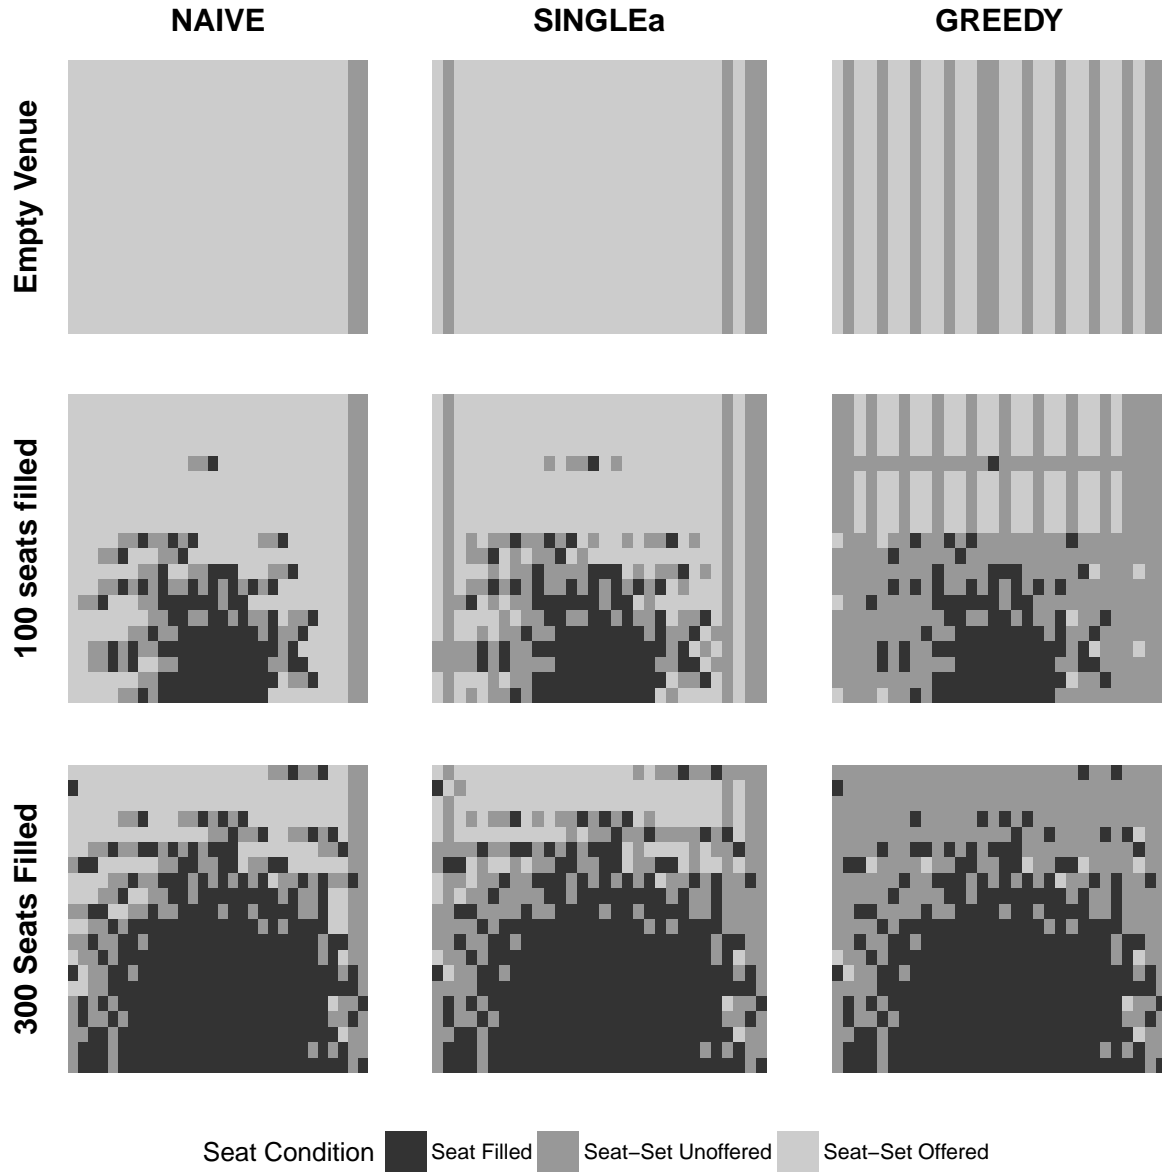 NAIVE SINGLEa GREEDY
Empty Venue
100 seats filled
300 Seats Filled
Seat Condition Seat Filled Seat−Set Unoffered Seat−Set Offered